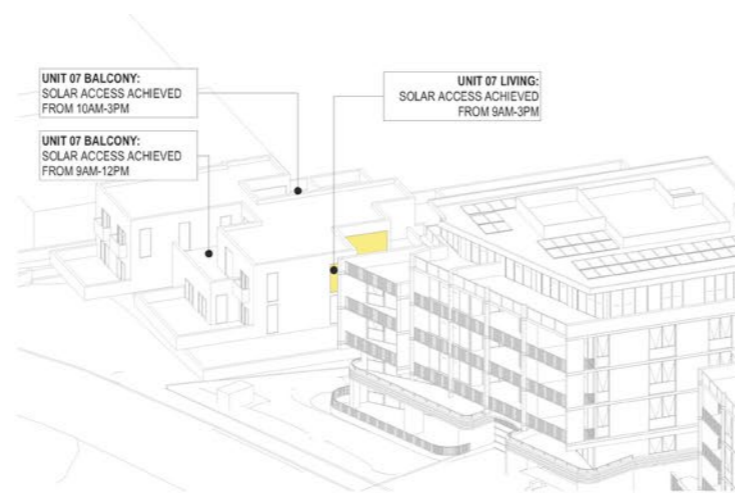 UNIT 07 BALCONY:
SOLAR ACCESS ACHIEVED
FROM 10AM-3PM
UNIT 07 BALCONY:
SOLAR ACCESS ACHIEVED
FROM 9AM-12PM
UNIT 07 LIVING:
SOLAR ACCESS ACHIEVED
FROM 9AM-3PM